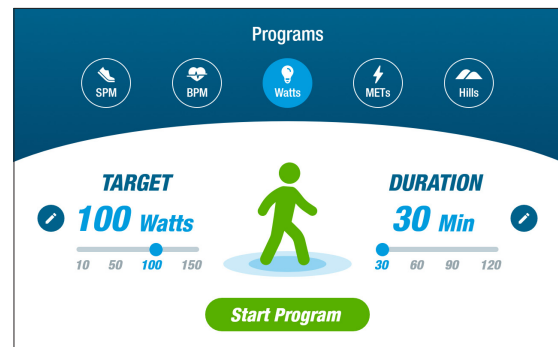 Programs
SPM
BPM
Watts
METs
Hills
TARGET
100 Watts
10 50 100 150
DURATION
30 Min
30 60 90 120
Start Program